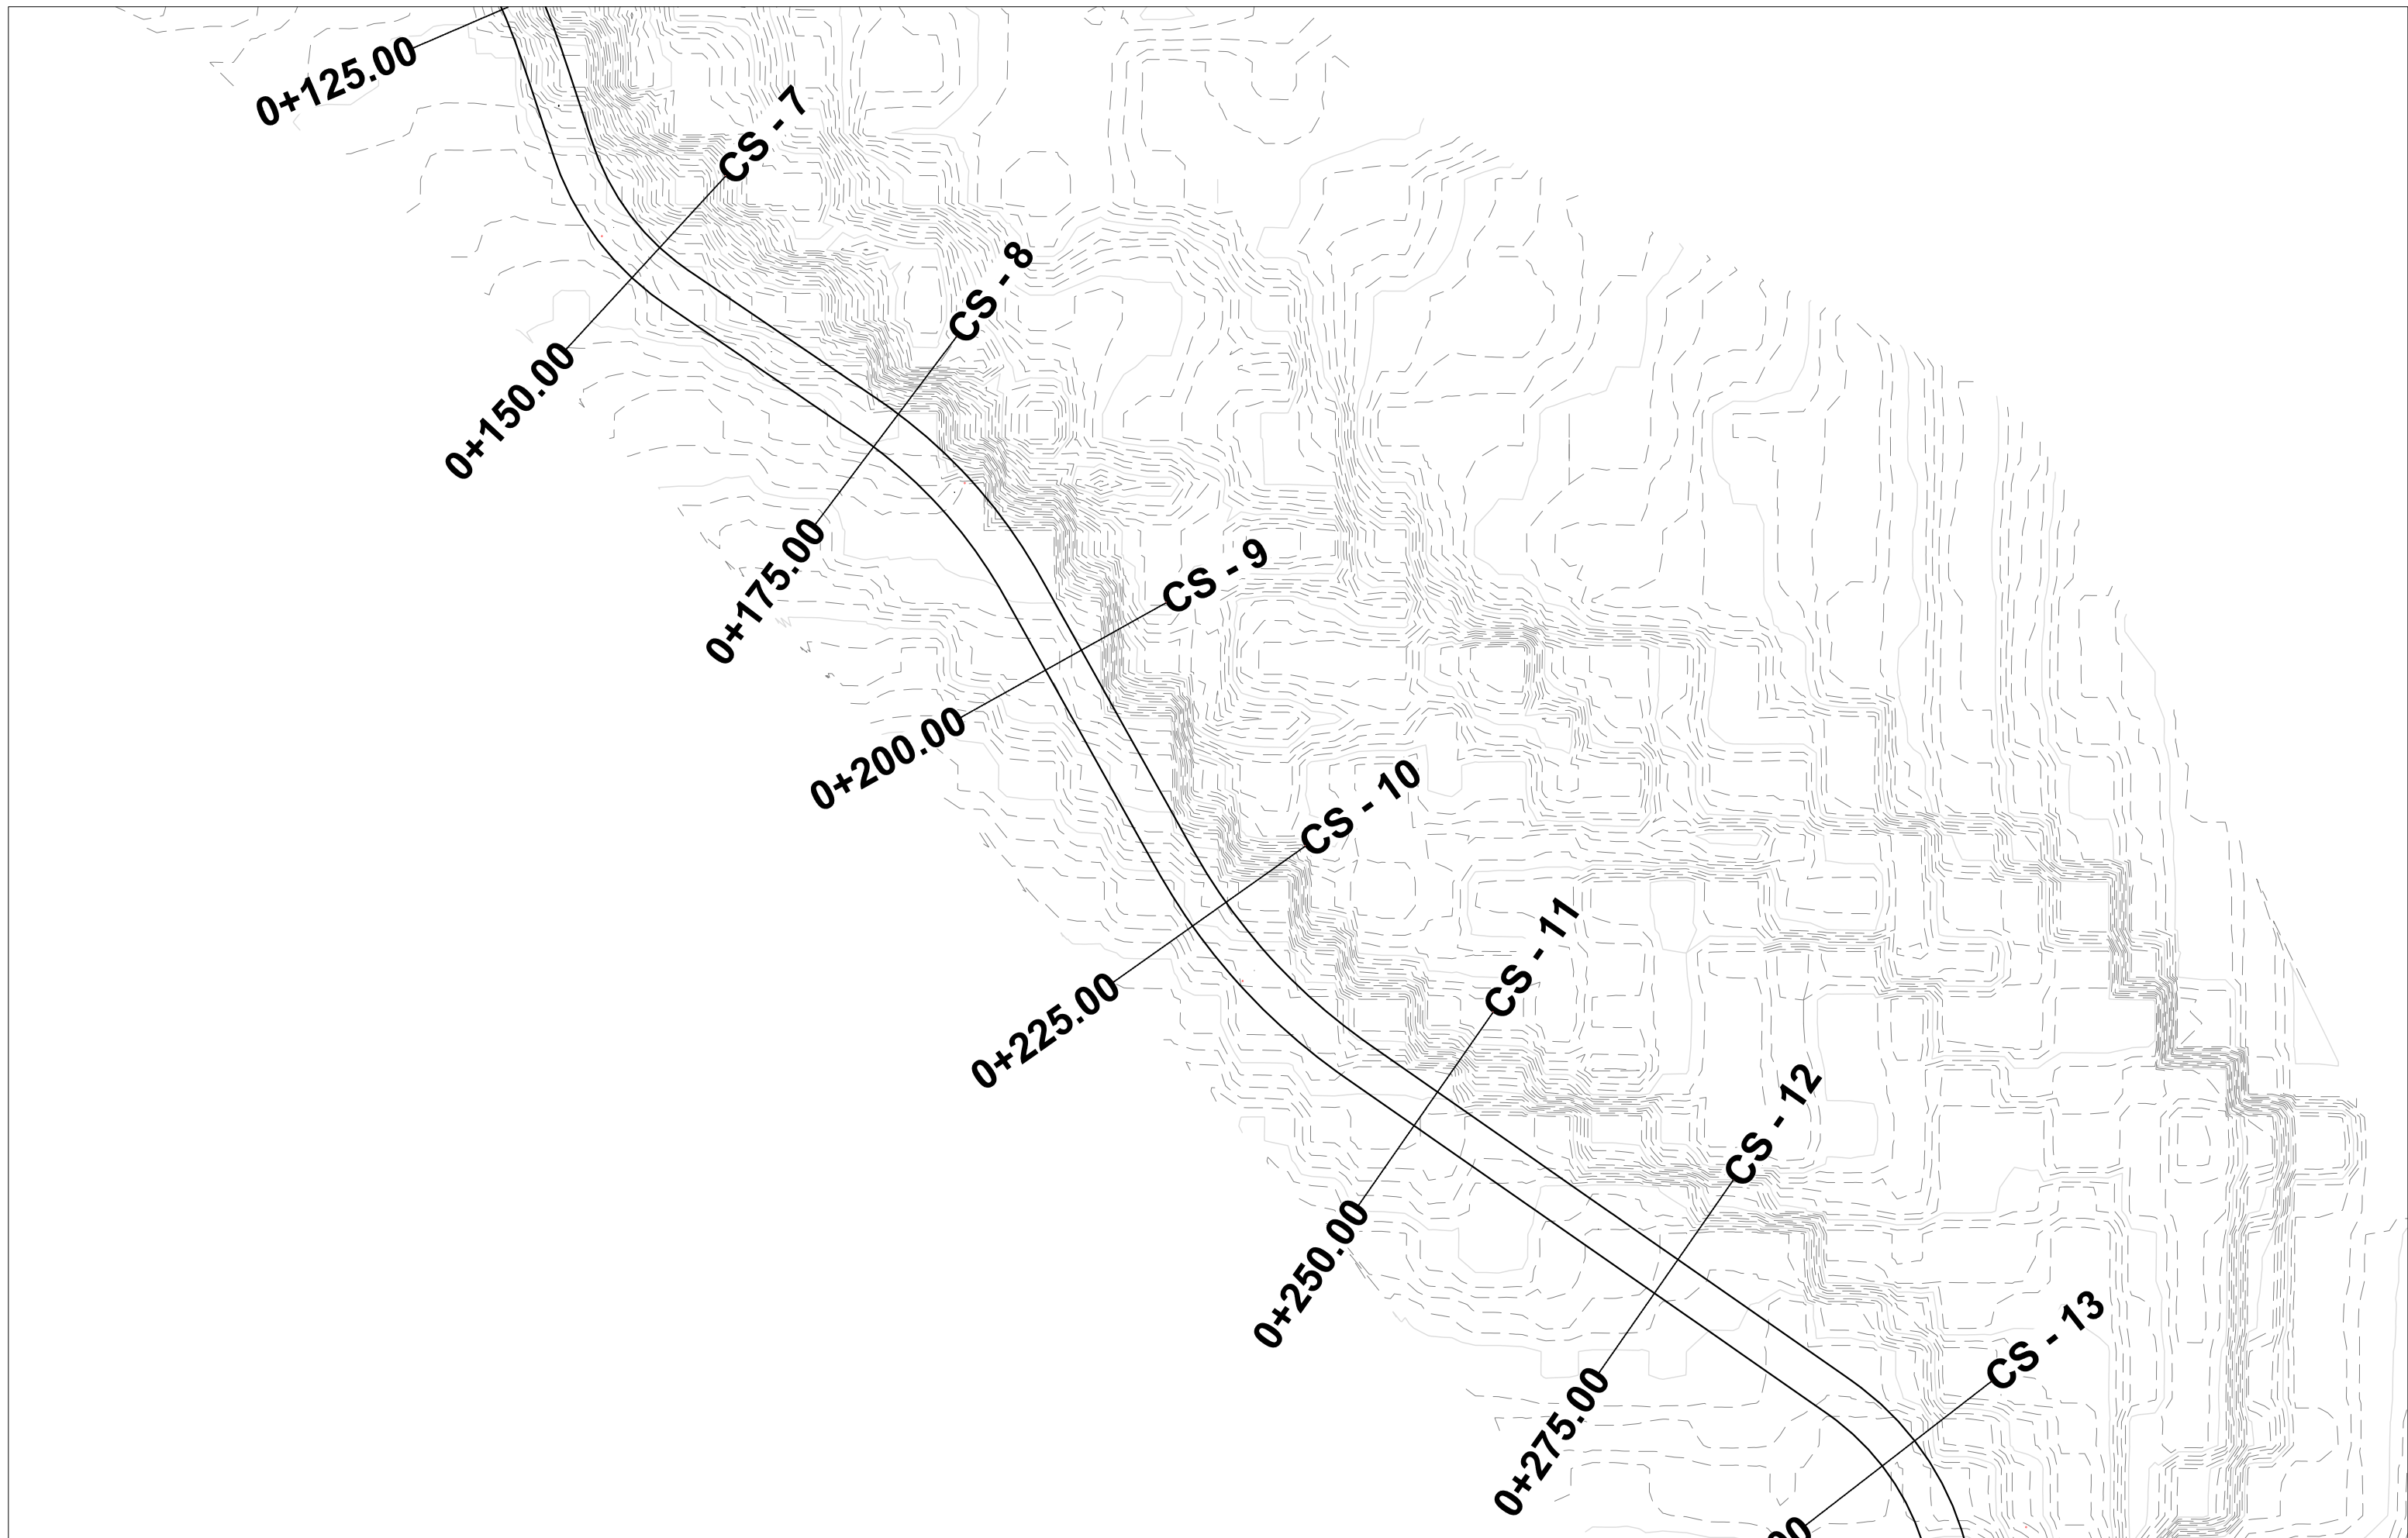 0+125.00
CS - 7
0+150.00
CS - 8
0+175.00
CS - 9
0+200.00
CS - 10
0+225.00
CS - 11
0+250.00
CS - 12
0+275.00
CS - 13